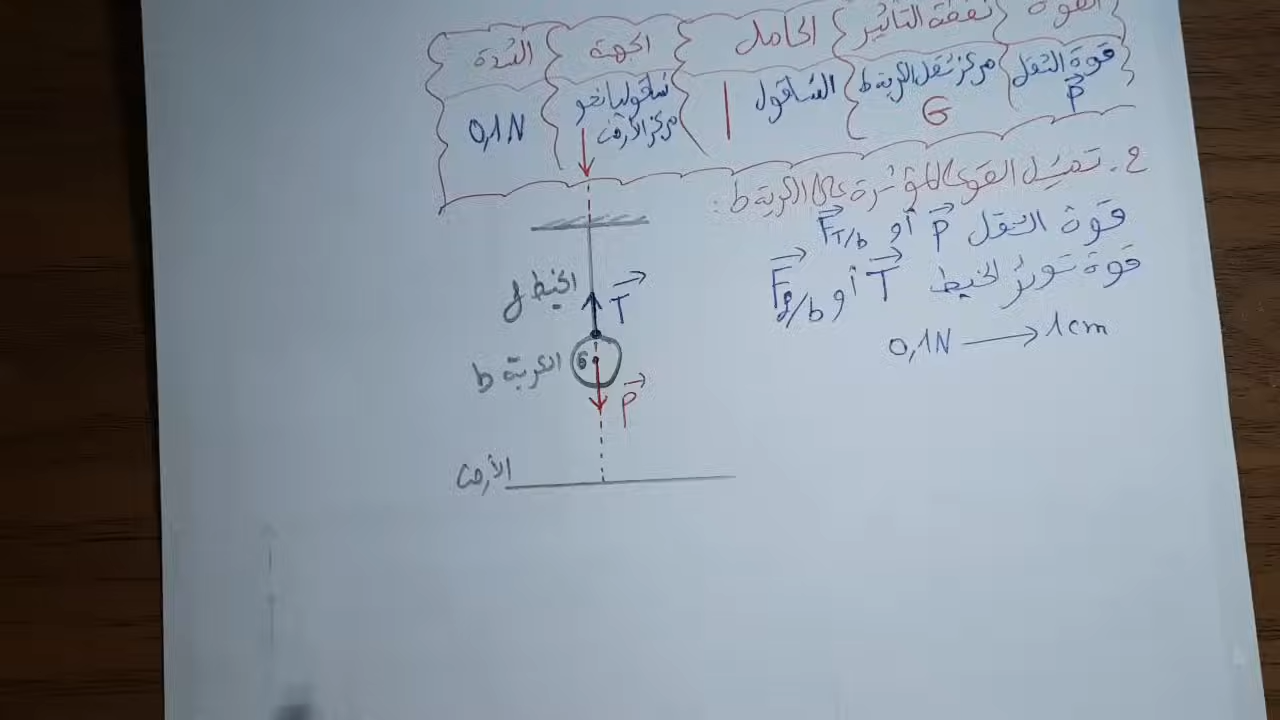 القوة نقطة التأثير الحامل الجهة الشدة
قوة الثقل P مركز ثقل الكرية b G الشاقول | شاقوليا نحو مركز الأرض 0,1N
2. تمثيل القوى المؤثرة على الكرية b:
قوة الثقل P أو F T/b
قوة توتر الخيط T أو F f/b
0,1N → 1cm
الخيط f
T
الكرية b
G
P
الأرض